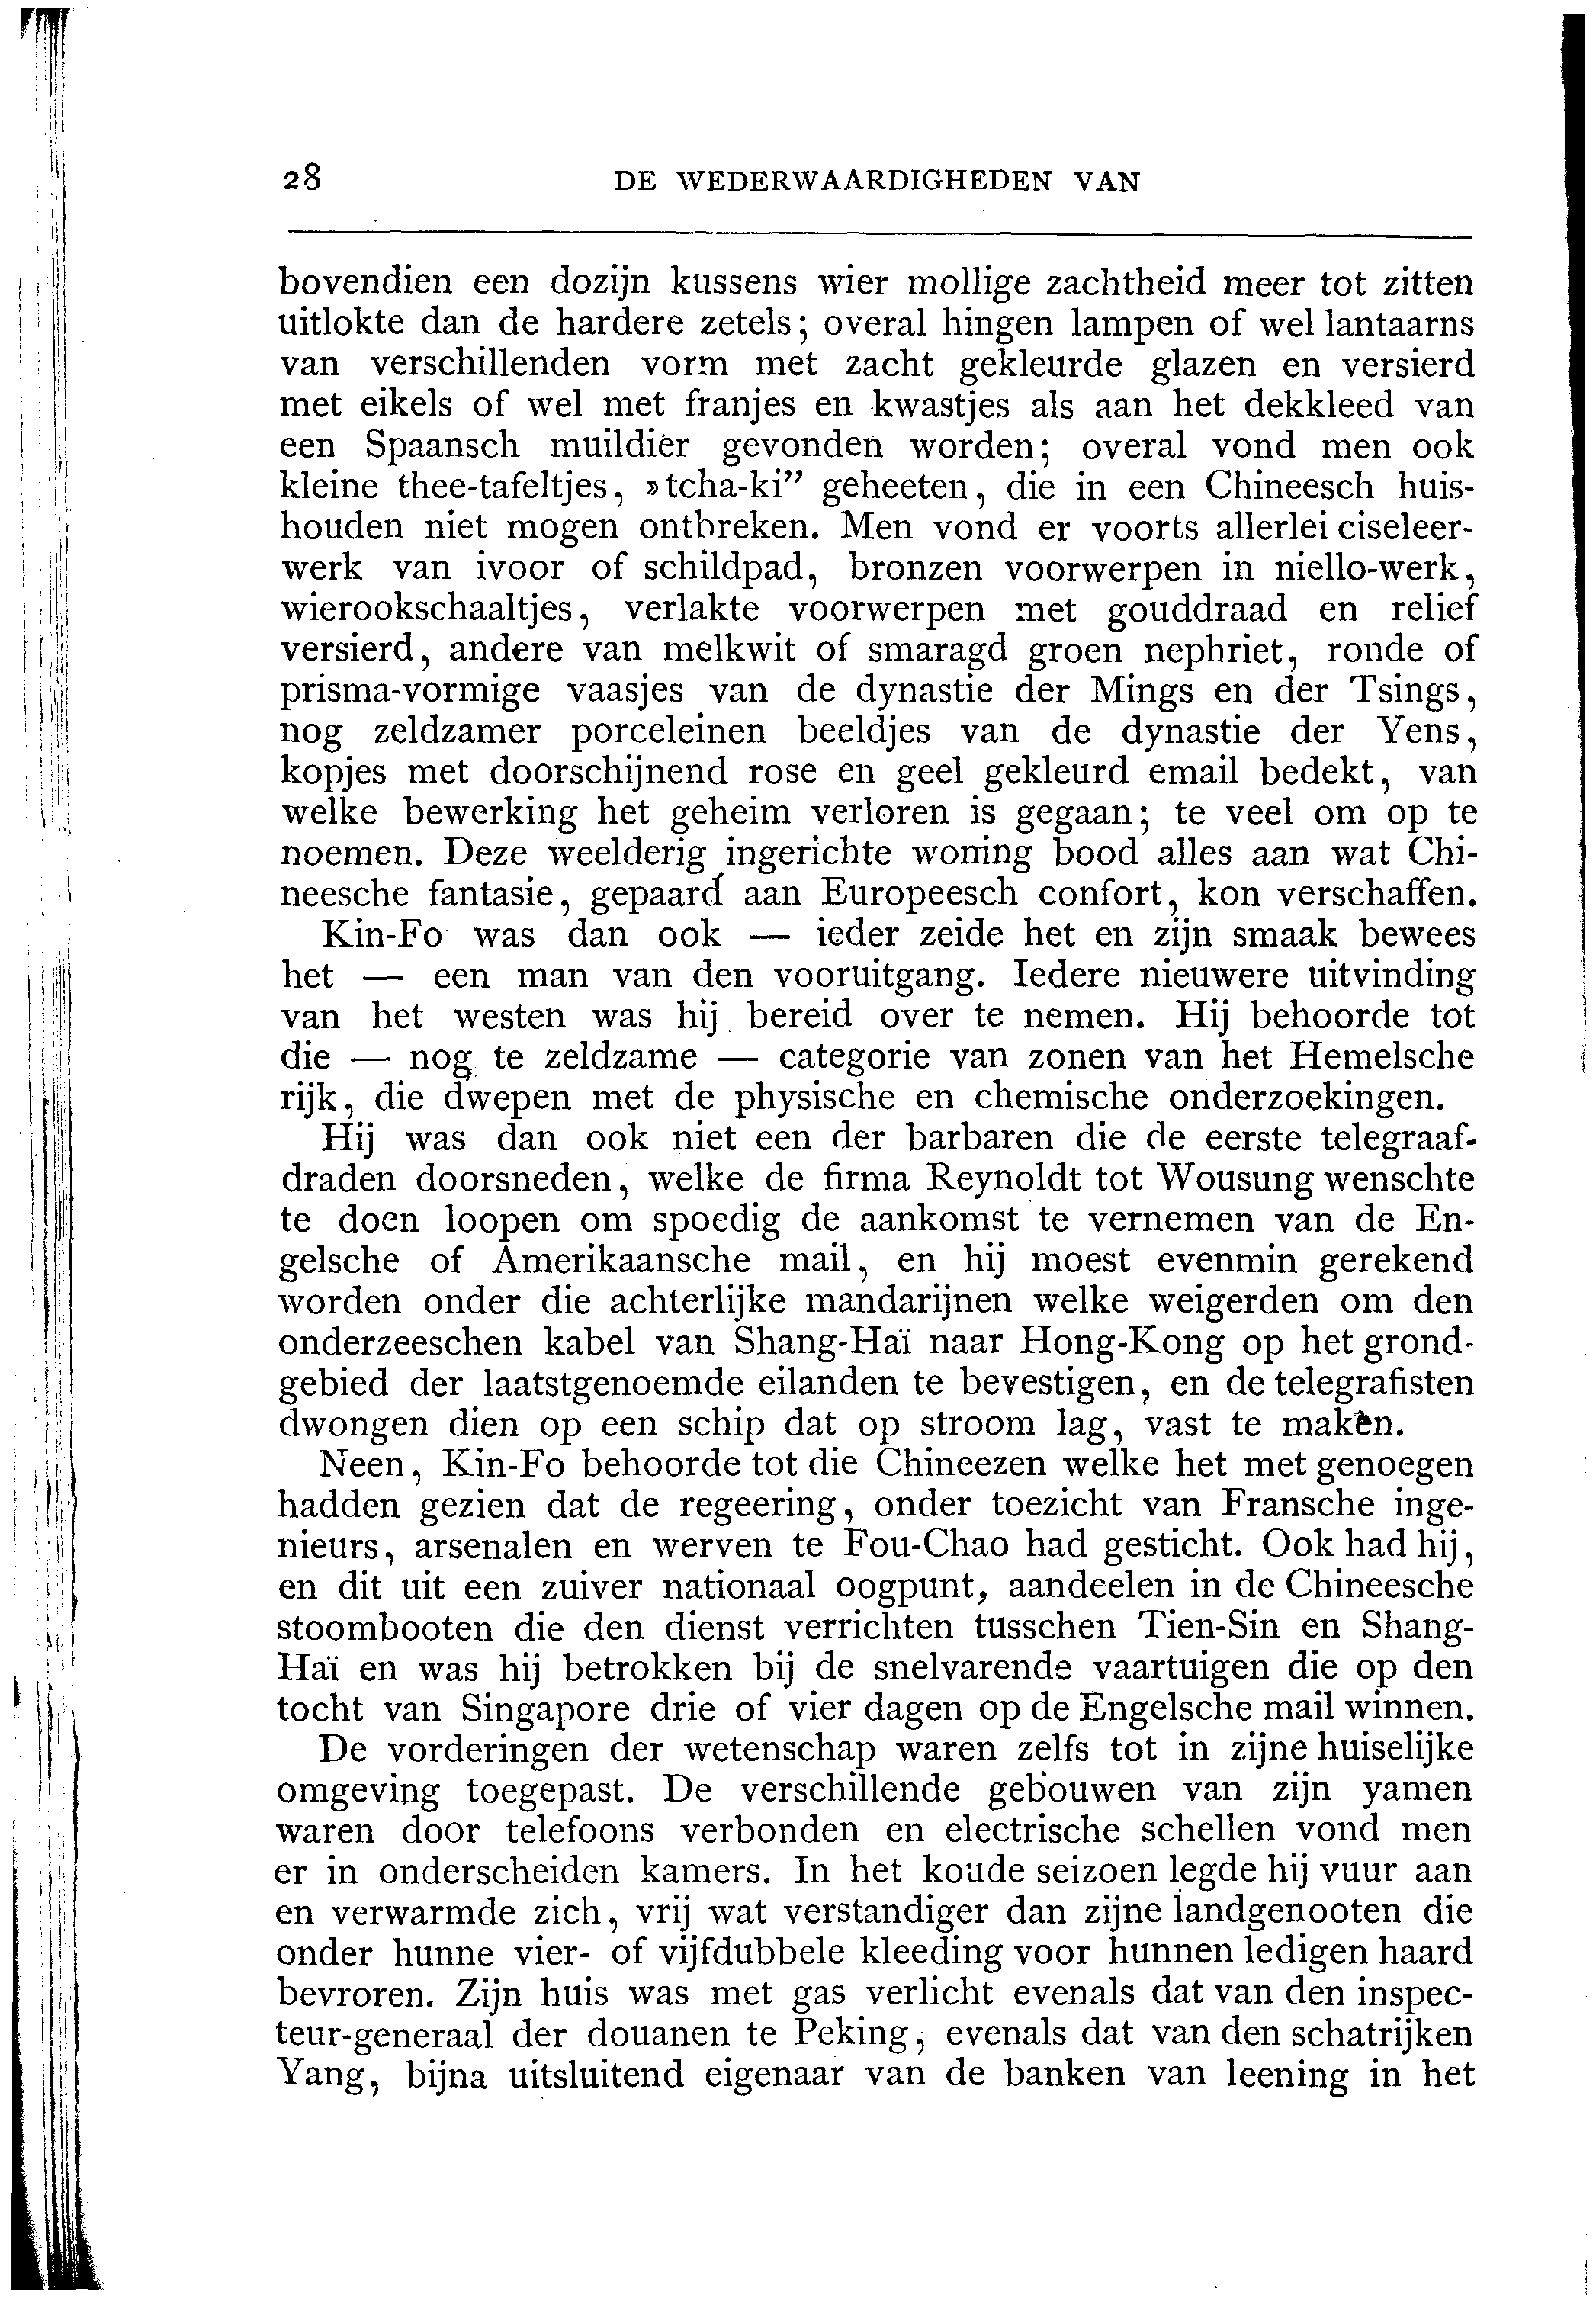 28 DE WEDERWAARDIGHEDEN VAN
bovendien een dozijn kussens wier mollige zachtheid meer tot zitten
uitlokte dan de hardere zetels; overal hingen lampen of wel lantaarns
van verschillenden vorm met zacht gekleurde glazen en versierd
met eikels of wel met franjes en kwastjes als aan het dekkleed van
een Spaansch muildier gevonden worden; overal vond men ook
kleine thee-tafeltjes, »tcha-ki” geheeten, die in een Chineesch huis-
houden niet mogen ontbreken. Men vond er voorts allerlei ciseleer-
werk van ivoor of schildpad, bronzen voorwerpen in niello-werk,
wierookschaaltjes, verlakte voorwerpen met gouddraad en relief
versierd, andere van melkwit of smaragd groen nephriet, ronde of
prisma-vormige vaasjes van de dynastie der Mings en der Tsings,
nog zeldzamer porceleinen beeldjes van de dynastie der Yens,
kopjes met doorschijnend rose en geel gekleurd email bedekt, van
welke bewerking het geheim verloren is gegaan; te veel om op te
noemen. Deze weelderig ingerichte woning bood alles aan wat Chi-
neesche fantasie, gepaard aan Europeesch confort, kon verschaffen.
Kin-Fo was dan ook — ieder zeide het en zijn smaak bewees
het — een man van den vooruitgang. Iedere nieuwere uitvinding
van het westen was hij bereid over te nemen. Hij behoorde tot
die — nog te zeldzame — categorie van zonen van het Hemelsche
rijk, die dwepen met de physische en chemische onderzoekingen.
Hij was dan ook niet een der barbaren die de eerste telegraaf-
draden doorsneden, welke de firma Reynoldt tot Wousung wenschte
te doen loopen om spoedig de aankomst te vernemen van de En-
gelsche of Amerikaansche mail, en hij moest evenmin gerekend
worden onder die achterlijke mandarijnen welke weigerden om den
onderzeeschen kabel van Shang-Haï naar Hong-Kong op het grond-
gebied der laatstgenoemde eilanden te bevestigen, en de telegrafisten
dwongen dien op een schip dat op stroom lag, vast te maken.
Neen, Kin-Fo behoorde tot die Chineezen welke het met genoegen
hadden gezien dat de regeering, onder toezicht van Fransche inge-
nieurs, arsenalen en werven te Fou-Chao had gesticht. Ook had hij,
en dit uit een zuiver nationaal oogpunt, aandeelen in de Chineesche
stoombooten die den dienst verrichten tusschen Tien-Sin en Shang-
Haï en was hij betrokken bij de snelvarende vaartuigen die op den
tocht van Singapore drie of vier dagen op de Engelsche mail winnen.
De vorderingen der wetenschap waren zelfs tot in zijne huiselijke
omgeving toegepast. De verschillende gebouwen van zijn yamen
waren door telefoons verbonden en electrische schellen vond men
er in onderscheiden kamers. In het koude seizoen legde hij vuur aan
en verwarmde zich, vrij wat verstandiger dan zijne landgenooten die
onder hunne vier- of vijfdubbele kleeding voor hunnen ledigen haard
bevroren. Zijn huis was met gas verlicht evenals dat van den inspec-
teur-generaal der douanen te Peking, evenals dat van den schatrijken
Yang, bijna uitsluitend eigenaar van de banken van leening in het